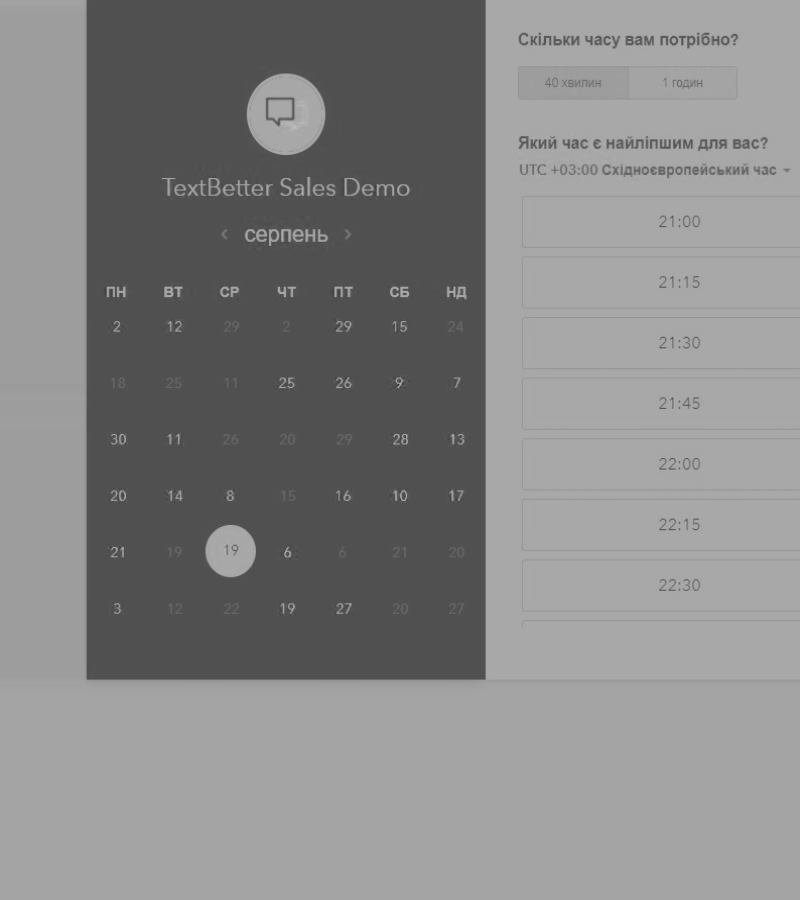 TextBetter Sales Demo
серпень
ПН ВТ СР ЧТ ПТ СБ НД
2 12 29 2 29 15 24
18 25 11 25 26 9 7
30 11 26 20 29 28 13
20 14 8 15 16 10 17
21 19 19 6 6 21 20
3 12 22 19 27 20 27
Скільки часу вам потрібно?
40 хвилин 1 годин
Який час є найліпшим для вас?
UTC +03:00 Східноєвропейський час
21:00
21:15
21:30
21:45
22:00
22:15
22:30